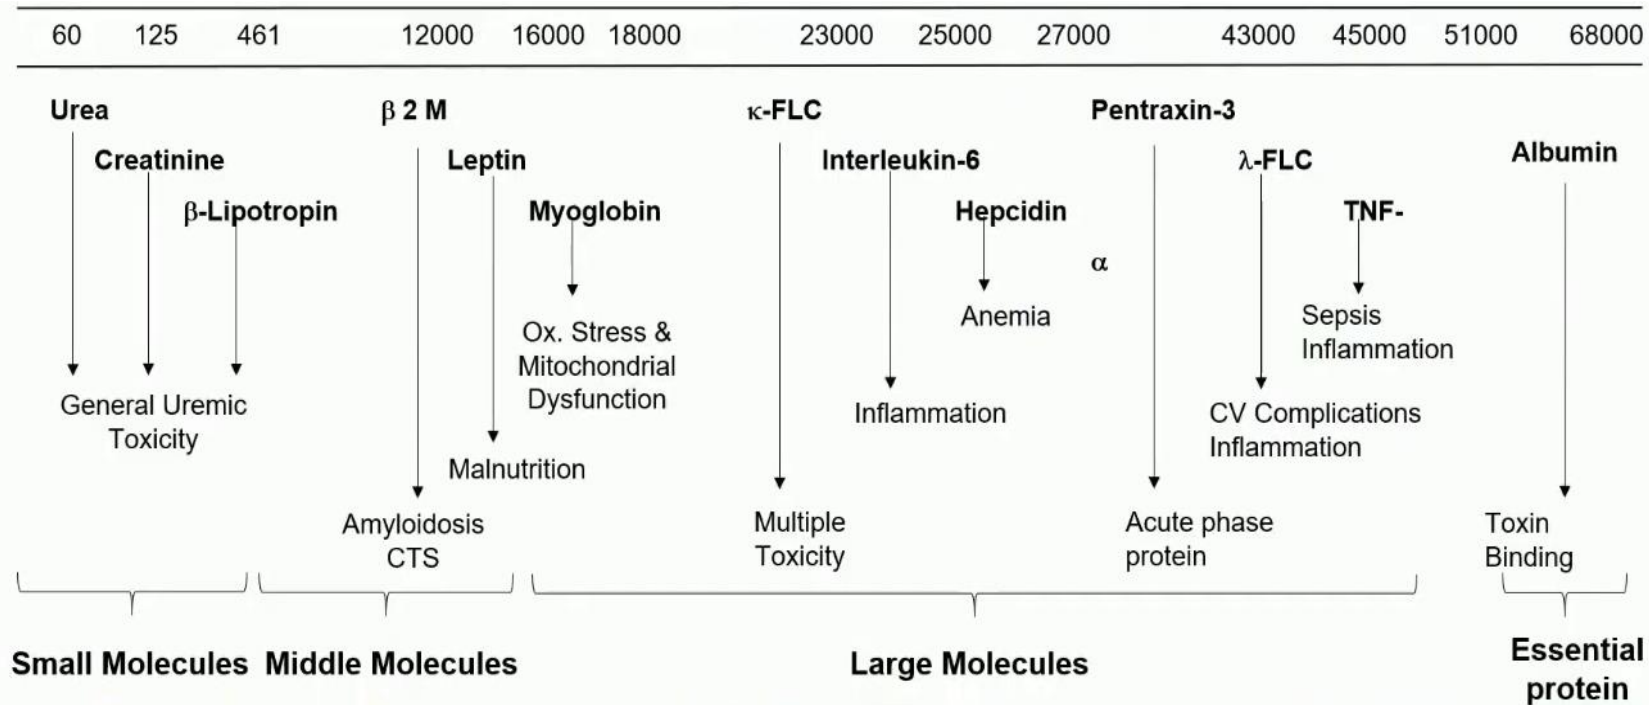 60 125 461 12000 16000 18000 23000 25000 27000 43000 45000 51000 68000
Urea β 2 M κ-FLC Pentraxin-3
Creatinine Leptin Interleukin-6 λ-FLC Albumin
β-Lipotropin Myoglobin Hepcidin TNF-
α
Anemia
Sepsis
Inflammation
Ox. Stress &
Mitochondrial
Dysfunction
General Uremic
Toxicity
Inflammation
CV Complications
Inflammation
Malnutrition
Amyloidosis
CTS
Multiple
Toxicity
Acute phase
protein
Toxin
Binding
Small Molecules Middle Molecules Large Molecules
Essential
protein